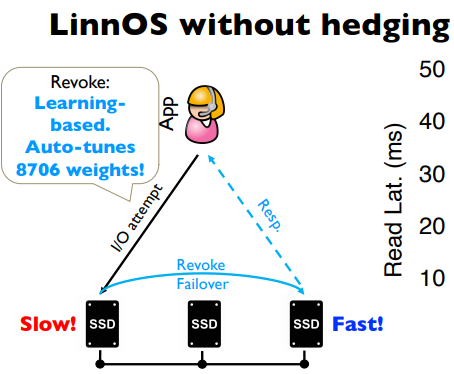 LinnOS without hedging
Revoke:
Learning-
based.
Auto-tunes
8706 weights!
App
I/O attempt
Resp.
Revoke
Failover
Slow!
SSD
SSD
SSD
Fast!
Read Lat. (ms)
50
40
30
20
10